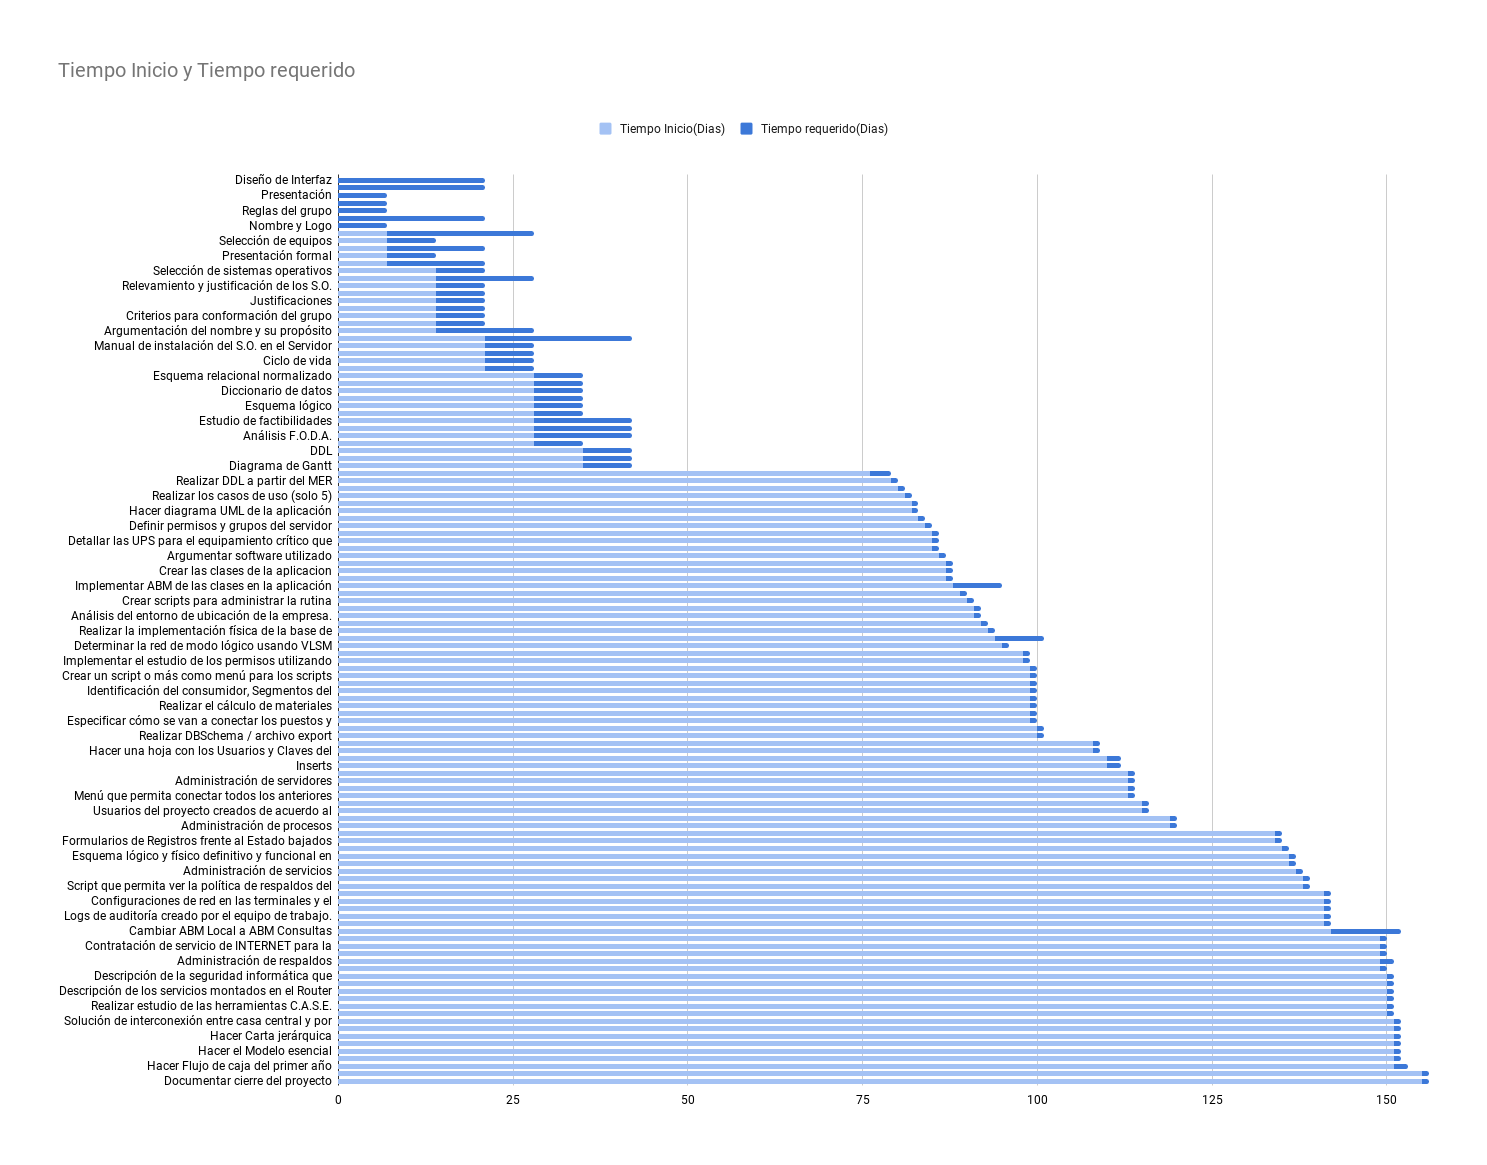 Tiempo Inicio y Tiempo requerido
Tiempo Inicio(Dias) Tiempo requerido(Dias)
Diseño de Interfaz
Presentación
Reglas del grupo
Nombre y Logo
Selección de equipos
Presentación formal
Selección de sistemas operativos
Relevamiento y justificación de los S.O.
Justificaciones
Criterios para conformación del grupo
Argumentación del nombre y su propósito
Manual de instalación del S.O. en el Servidor
Ciclo de vida
Esquema relacional normalizado
Diccionario de datos
Esquema lógico
Estudio de factibilidades
Análisis F.O.D.A.
DDL
Diagrama de Gantt
Realizar DDL a partir del MER
Realizar los casos de uso (solo 5)
Hacer diagrama UML de la aplicación
Definir permisos y grupos del servidor
Detallar las UPS para el equipamiento crítico que
Argumentar software utilizado
Crear las clases de la aplicacion
Implementar ABM de las clases en la aplicación
Crear scripts para administrar la rutina
Análisis del entorno de ubicación de la empresa.
Realizar la implementación física de la base de
Determinar la red de modo lógico usando VLSM
Implementar el estudio de los permisos utilizando
Crear un script o más como menú para los scripts
Identificación del consumidor, Segmentos del
Realizar el cálculo de materiales
Especificar cómo se van a conectar los puestos y
Realizar DBSchema / archivo export
Hacer una hoja con los Usuarios y Claves del
Inserts
Administración de servidores
Menú que permita conectar todos los anteriores
Usuarios del proyecto creados de acuerdo al
Administración de procesos
Formularios de Registros frente al Estado bajados
Esquema lógico y físico definitivo y funcional en
Administración de servicios
Script que permita ver la política de respaldos del
Configuraciones de red en las terminales y el
Logs de auditoría creado por el equipo de trabajo.
Cambiar ABM Local a ABM Consultas
Contratación de servicio de INTERNET para la
Administración de respaldos
Descripción de la seguridad informática que
Descripción de los servicios montados en el Router
Realizar estudio de las herramientas C.A.S.E.
Solución de interconexión entre casa central y por
Hacer Carta jerárquica
Hacer el Modelo esencial
Hacer Flujo de caja del primer año
Documentar cierre del proyecto
0 25 50 75 100 125 150